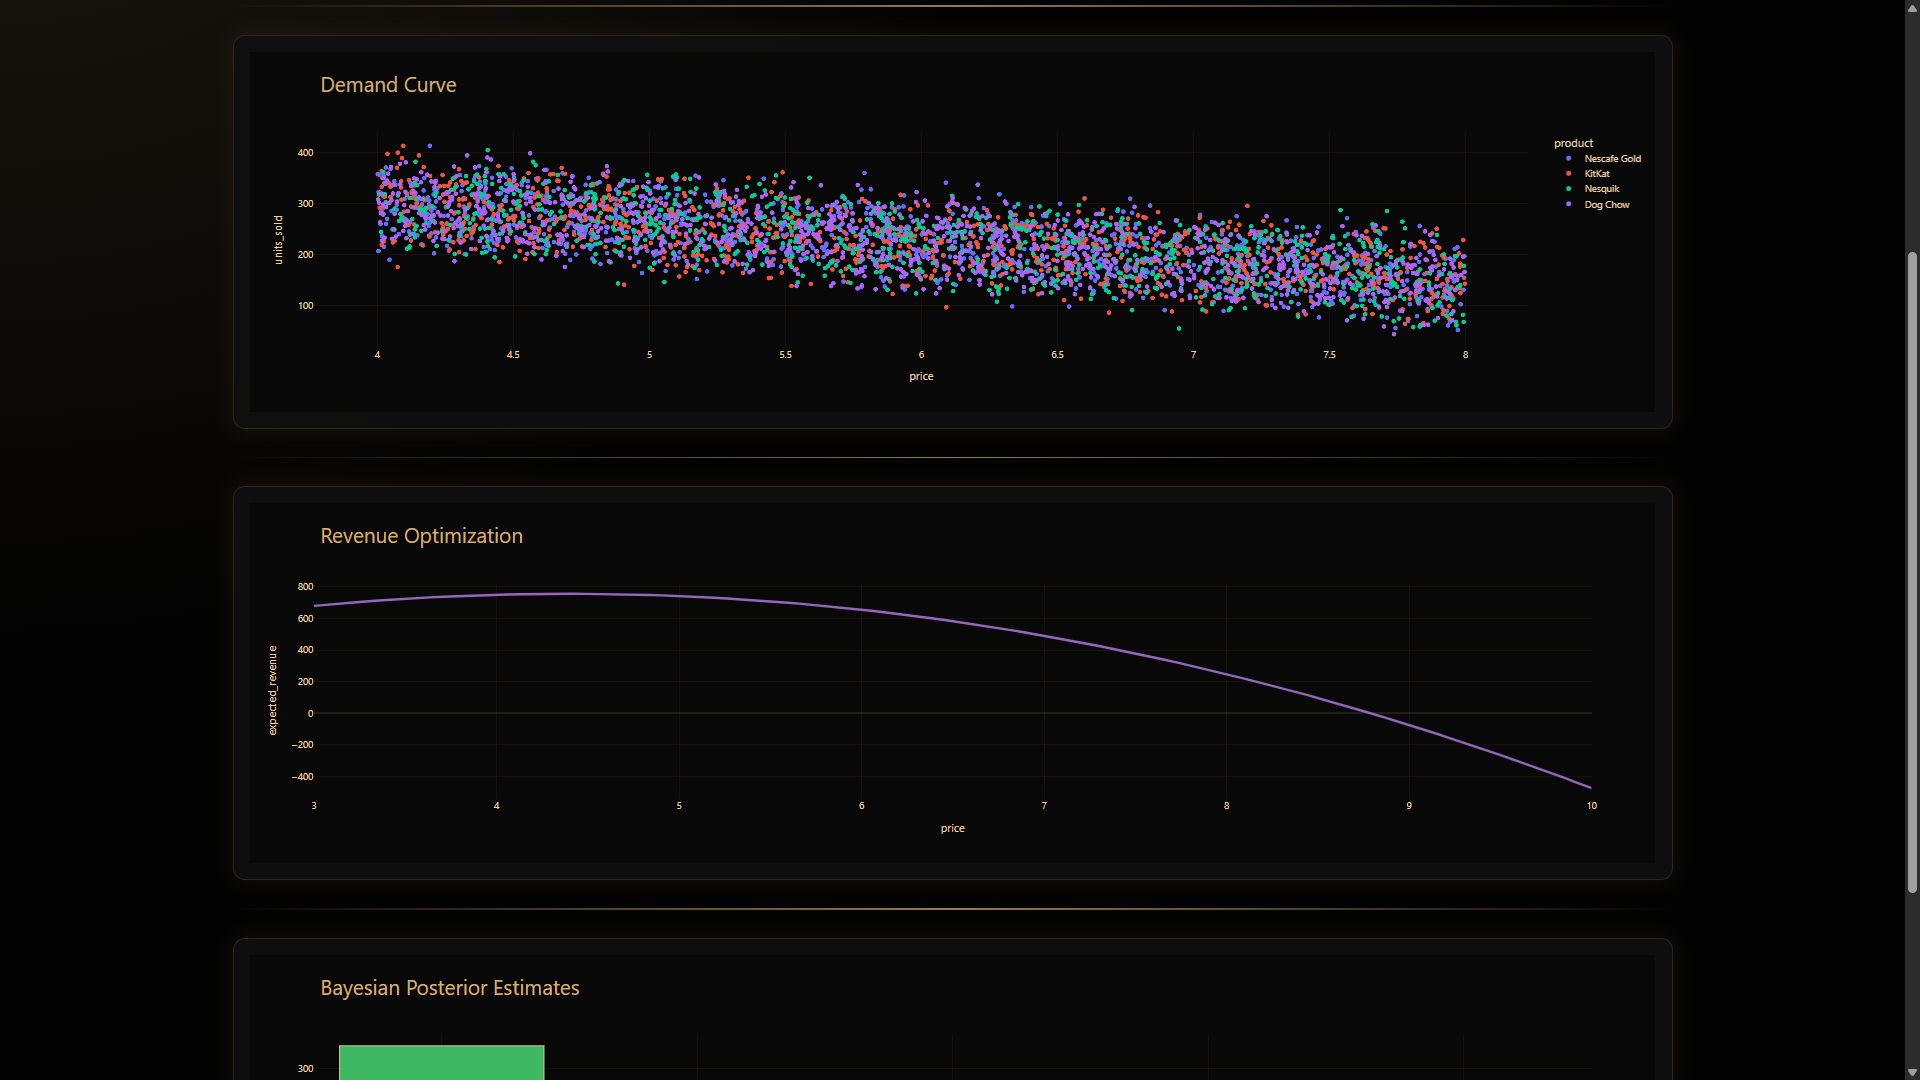 Demand Curve
400
300
200
100
units_sold
4
4.5
5
5.5
6
6.5
7
7.5
8
price
product
Nescafe Gold
KitKat
Nesquik
Dog Chow
Revenue Optimization
800
600
400
200
0
−200
−400
expected_revenue
3
4
5
6
7
8
9
10
price
Bayesian Posterior Estimates
300